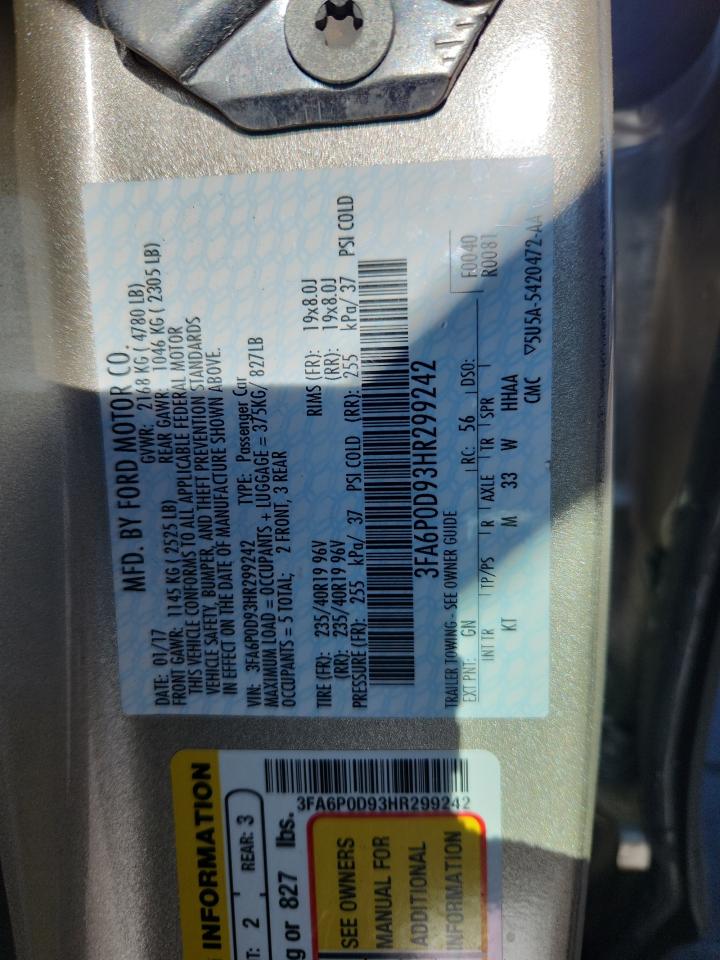 MFD. BY FORD MOTOR CO.
DATE: 01/17 GVWR: 2168 KG ( 4780 LB)
FRONT GAWR: 1145 KG ( 2525 LB) REAR GAWR: 1046 KG ( 2305 LB)
THIS VEHICLE CONFORMS TO ALL APPLICABLE FEDERAL MOTOR
VEHICLE SAFETY, BUMPER, AND THEFT PREVENTION STANDARDS
IN EFFECT ON THE DATE OF MANUFACTURE SHOWN ABOVE.
VIN: 3FA6P0D93HR299242 TYPE: Passenger Car
MAXIMUM LOAD = OCCUPANTS + LUGGAGE = 375KG/ 827LB
OCCUPANTS = 5 TOTAL; 2 FRONT, 3 REAR
TIRE (FR): 235/40R19 96V RIMS (FR): 19x8.0J
(RR): 235/40R19 96V (RR): 19x8.0J
PRESSURE (FR): 255 kPa/ 37 PSI COLD (RR): 255 kPa/ 37 PSI COLD
3FA6P0D93HR299242
TRAILER TOWING - SEE OWNER GUIDE
F0040
R0081
EXT PNT: GN RC: 56 DSO:
INT TR TP/PS R AXLE TR SPR
KT M 33 W HHAA
CMC ▽5U5A-5420472-AA
INFORMATION
T: 2 REAR: 3
g or 827 lbs.
3FA6P0D93HR299242
SEE OWNERS
MANUAL FOR
ADDITIONAL
INFORMATION